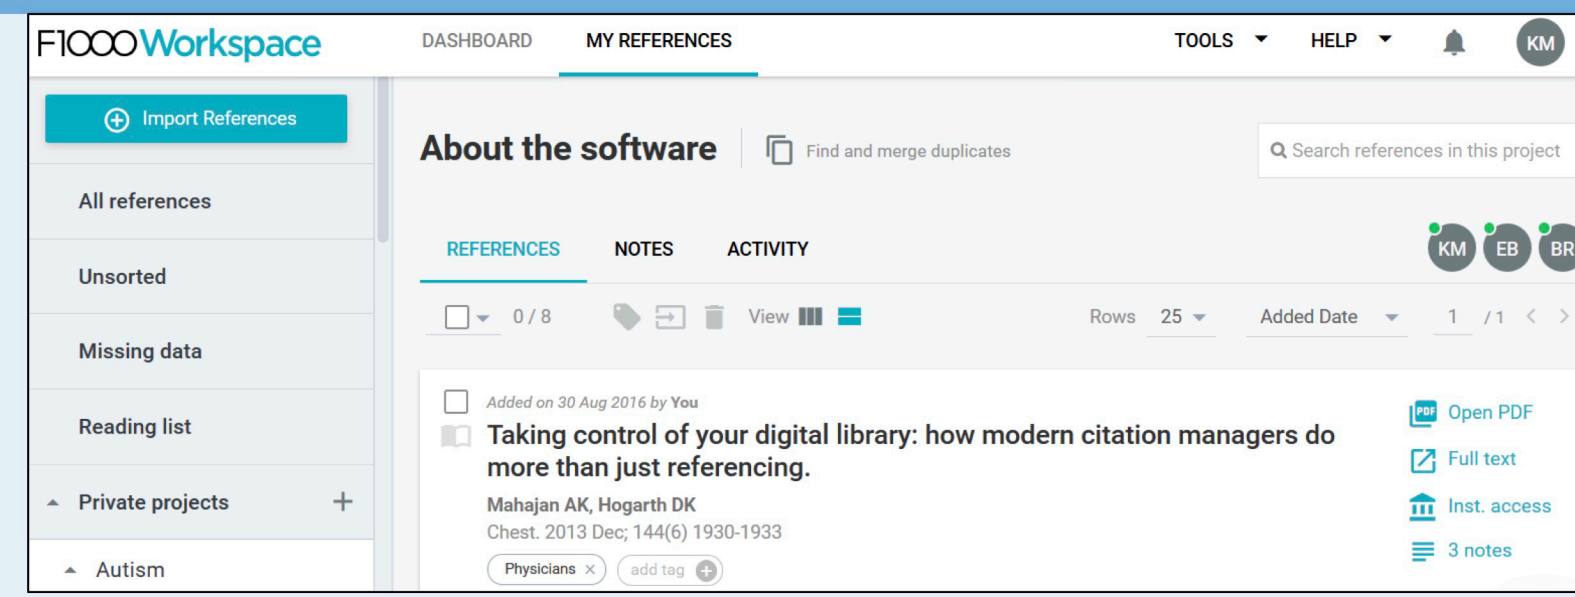 F1000Workspace
DASHBOARD MY REFERENCES TOOLS HELP KM
Import References
All references
Unsorted
Missing data
Reading list
Private projects
Autism
About the software Find and merge duplicates Search references in this project
REFERENCES NOTES ACTIVITY KM EB BR
0 / 8 View Rows 25 Added Date 1 / 1 < >
Added on 30 Aug 2016 by You
Taking control of your digital library: how modern citation managers do
more than just referencing.
Mahajan AK, Hogarth DK
Chest. 2013 Dec; 144(6) 1930-1933
Physicians × add tag +
PDF Open PDF
Full text
Inst. access
3 notes